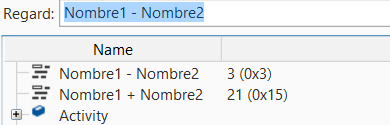 Regard: Nombre1 - Nombre2
Name
Nombre1 - Nombre2 3 (0x3)
Nombre1 + Nombre2 21 (0x15)
Activity